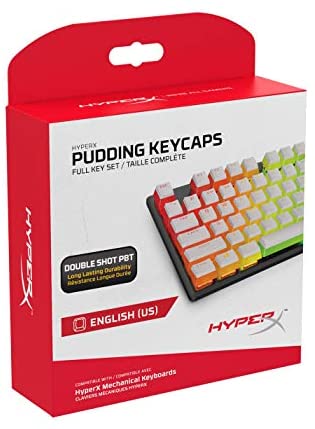 HYPERX
HYPERX
PUDDING KEYCAPS
FULL KEY SET / TAILLE COMPLÈTE
HYPERX
DOUBLE SHOT PBT
Long Lasting Durability
Résistance Longue Durée
ENGLISH (US)
HYPERX
COMPATIBLE WITH / COMPATIBLE AVEC
HyperX Mechanical Keyboards
CLAVIERS MÉCANIQUES HYPERX